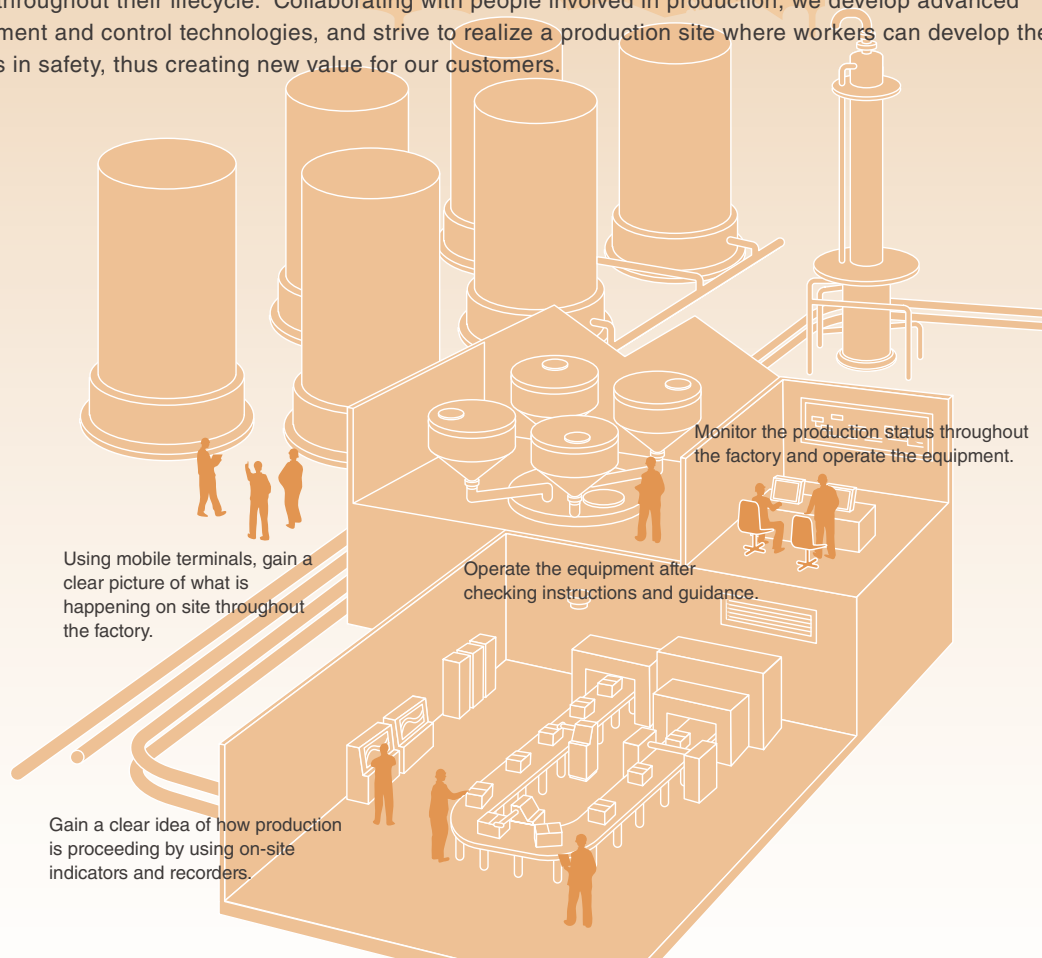 throughout their lifecycle. Collaborating with people involved in production, we develop advanced
ment and control technologies, and strive to realize a production site where workers can develop the
s in safety, thus creating new value for our customers.
Monitor the production status throughout
the factory and operate the equipment.
Using mobile terminals, gain a
clear picture of what is
happening on site throughout
the factory.
Operate the equipment after
checking instructions and guidance.
Gain a clear idea of how production
is proceeding by using on-site
indicators and recorders.